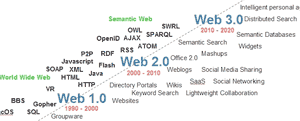 Intelligent personal a
Semantic Web
OWL
SWRL
Web 3.0
Distributed Search
OpenID
AJAX
SPARQL
2010 - 2020
Semantic Databases
ATOM
Semantic Search
P2P
RSS
Widgets
Javascript
RDF
Mashups
Flash
Web 2.0
Office 2.0
SOAP
XML
Java
2000 - 2010
Weblogs
Social Media Sharing
World Wide Web
HTML
HTTP
Directory Portals
Wikis
SaaS
Social Networking
VR
Keyword Search
Lightweight Collaboration
BBS
Gopher
Web 1.0
Websites
cOS
SQL
1990 - 2000
Groupware